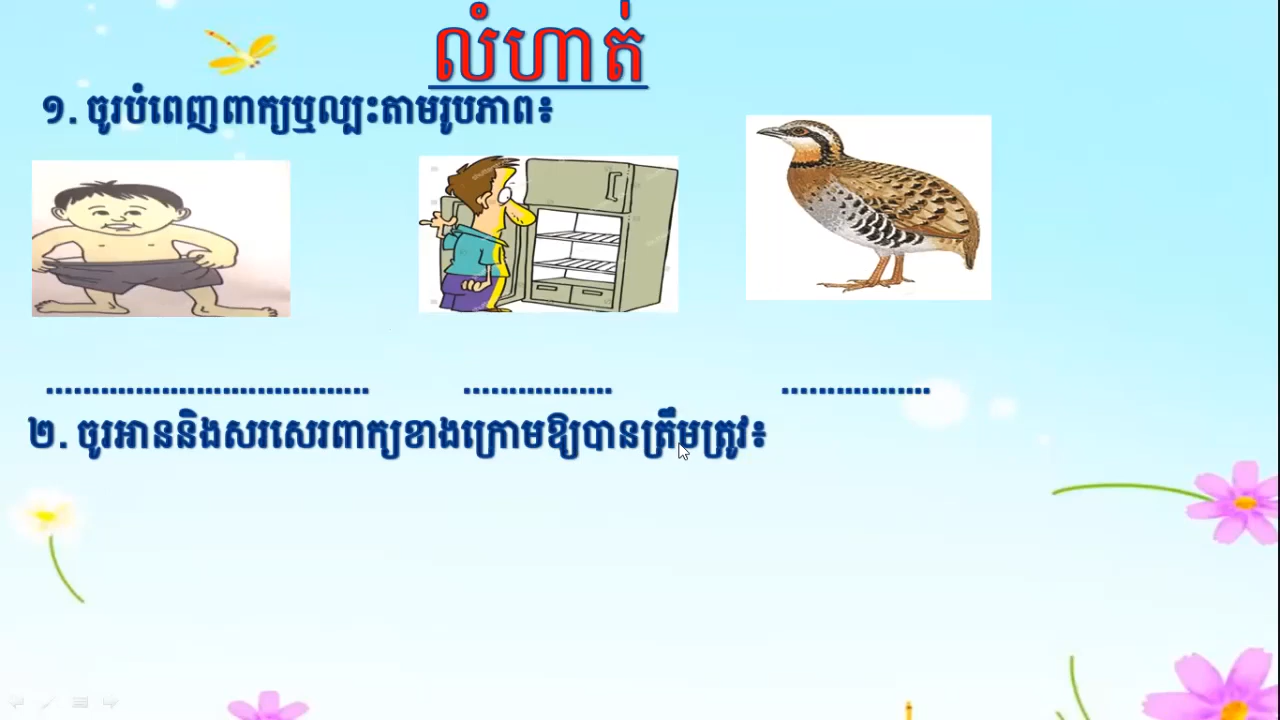 លំហាត់
១. ចូរបំពេញពាក្យឬល្បះតាមរូបភាព៖
................................... ................ ................
២. ចូរអាននិងសរសេរពាក្យខាងក្រោមឱ្យបានត្រឹមត្រូវ៖